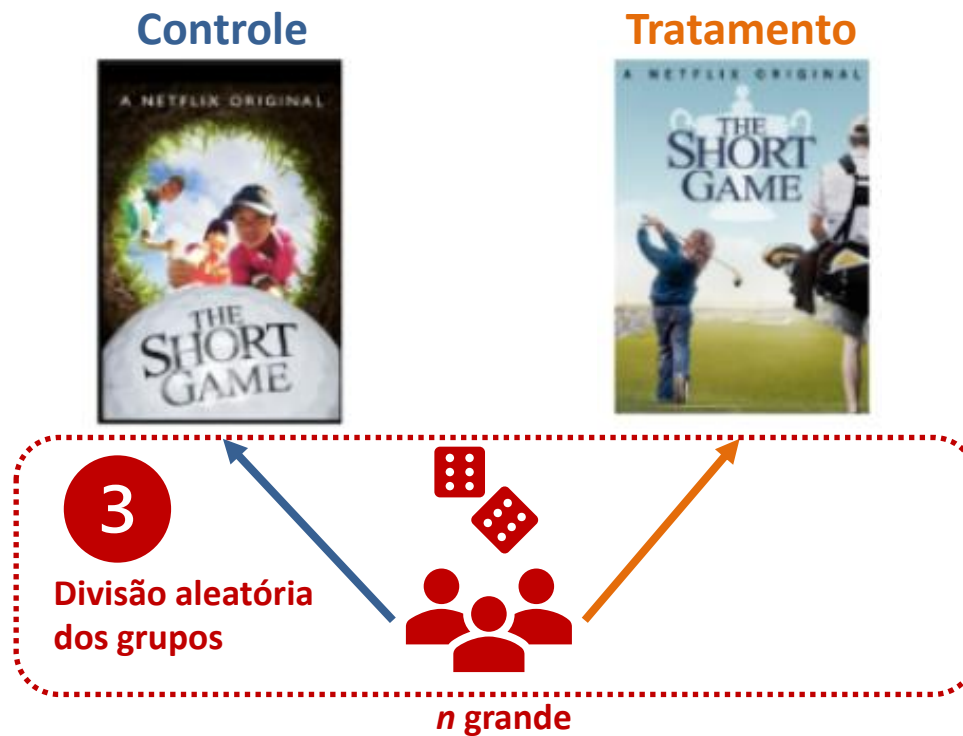 Controle
Tratamento
A NETFLIX ORIGINAL
THE
SHORT
GAME
A NETFLIX ORIGINAL
THE
SHORT
GAME
3
Divisão aleatória
dos grupos
n grande